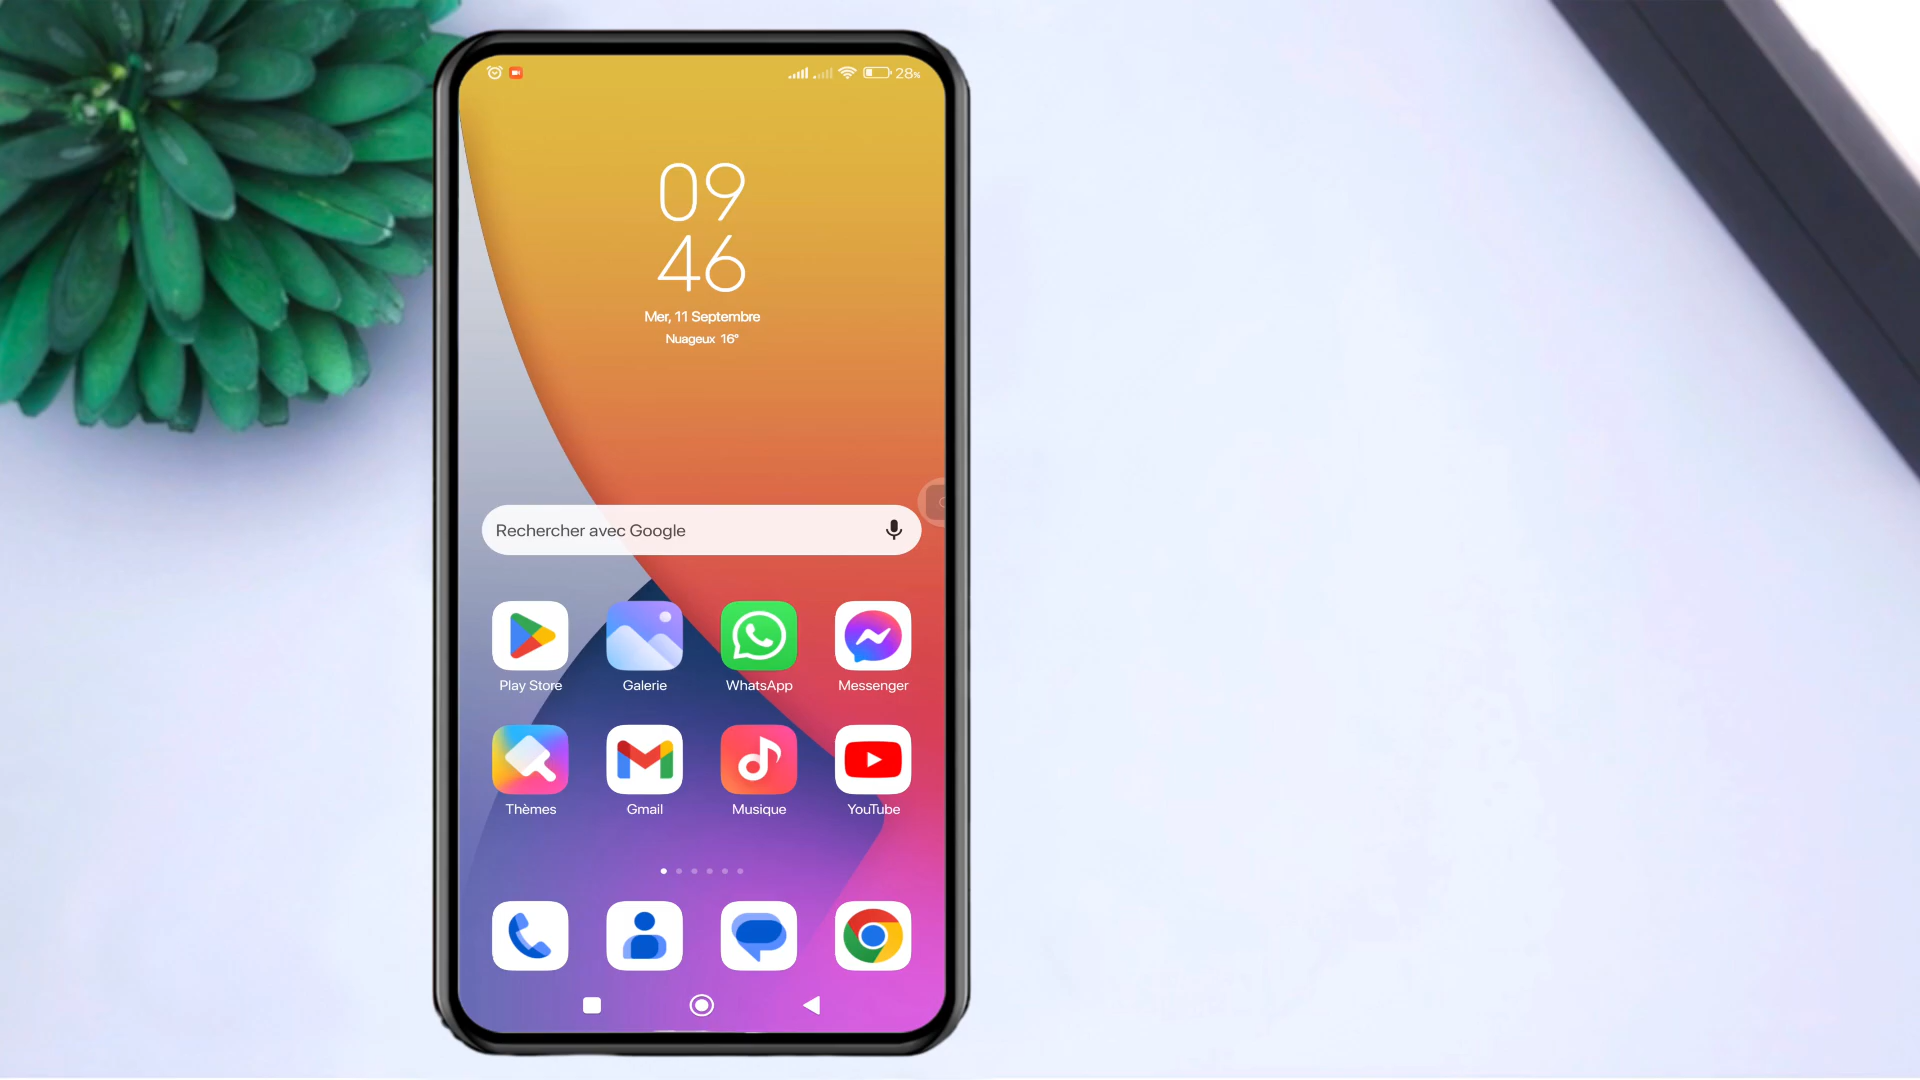 28%
09
46
Mer, 11 Septembre
Nuageux 16°
Rechercher avec Google
Play Store
Galerie
WhatsApp
Messenger
Thèmes
Gmail
Musique
YouTube